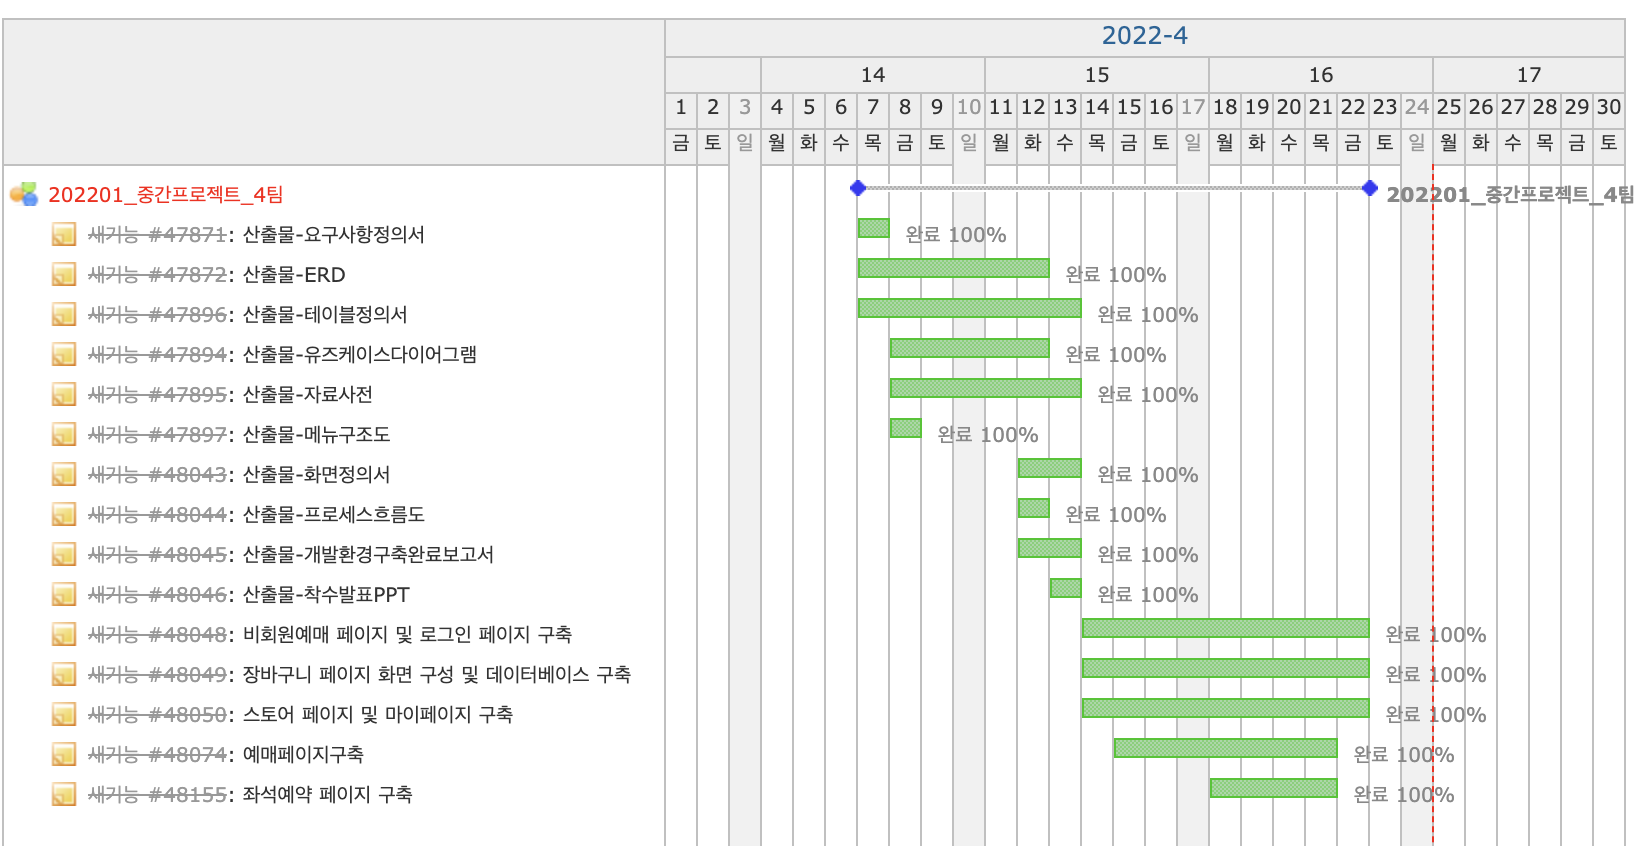 2022-4
14 15 16 17
1 2 3 4 5 6 7 8 9 10 11 12 13 14 15 16 17 18 19 20 21 22 23 24 25 26 27 28 29 30
금 토 일 월 화 수 목 금 토 일 월 화 수 목 금 토 일 월 화 수 목 금 토 일 월 화 수 목 금 토
202201_중간프로젝트_4팀 202201_중간프로젝트_4팀
새기능 #47871: 산출물-요구사항정의서 완료 100%
새기능 #47872: 산출물-ERD 완료 100%
새기능 #47896: 산출물-테이블정의서 완료 100%
새기능 #47894: 산출물-유즈케이스다이어그램 완료 100%
새기능 #47895: 산출물-자료사전 완료 100%
새기능 #47897: 산출물-메뉴구조도 완료 100%
새기능 #48043: 산출물-화면정의서 완료 100%
새기능 #48044: 산출물-프로세스흐름도 완료 100%
새기능 #48045: 산출물-개발환경구축완료보고서 완료 100%
새기능 #48046: 산출물-착수발표PPT 완료 100%
새기능 #48048: 비회원예매 페이지 및 로그인 페이지 구축 완료 100%
새기능 #48049: 장바구니 페이지 화면 구성 및 데이터베이스 구축 완료 100%
새기능 #48050: 스토어 페이지 및 마이페이지 구축 완료 100%
새기능 #48074: 예매페이지구축 완료 100%
새기능 #48155: 좌석예약 페이지 구축 완료 100%